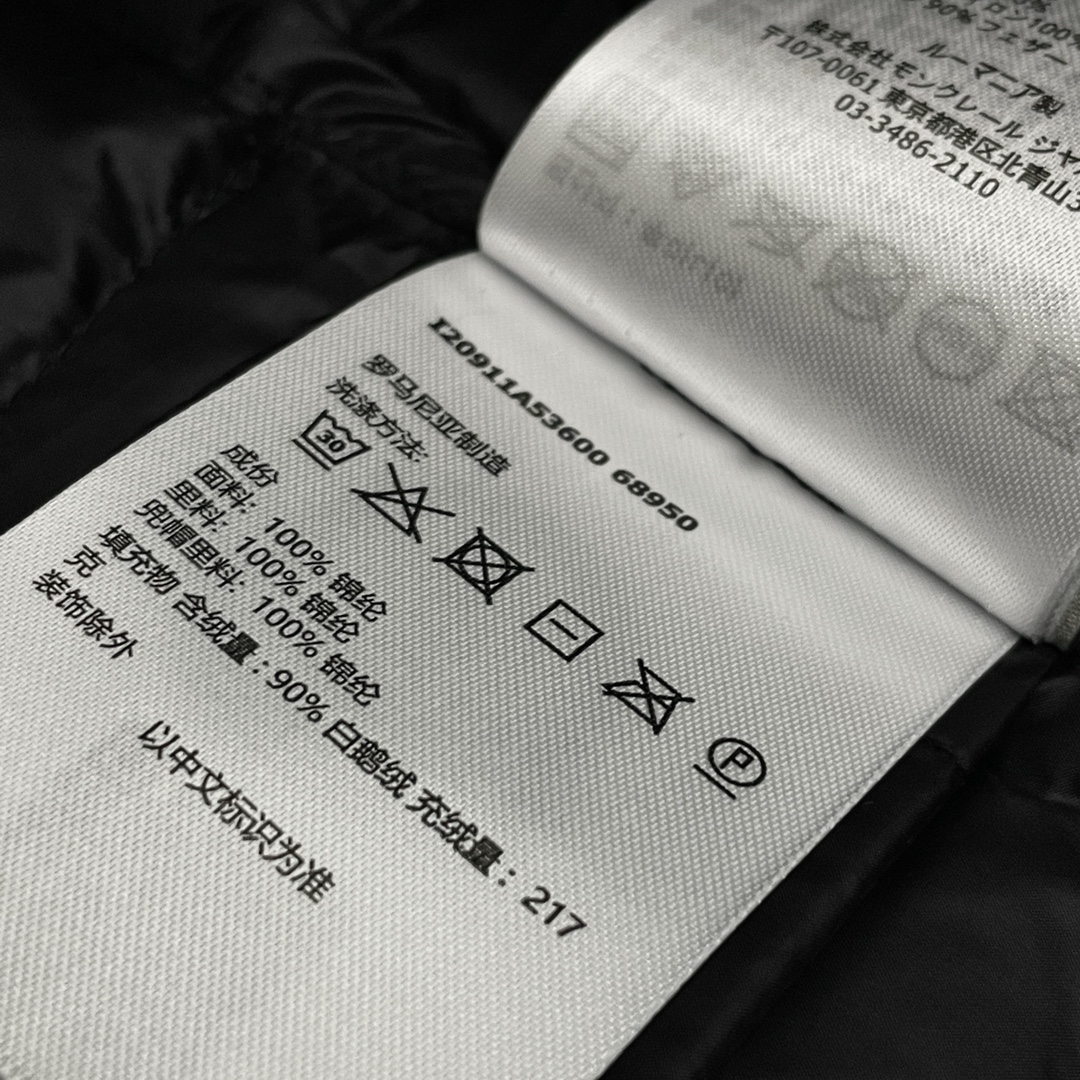 ロン100%
90% フェザー
ルーマニア製
株式会社モンクレール ジャ
〒107-0061 東京都港区北青山3
03-3486-2110
I20911A53600 68950
罗马尼亚制造
洗涤方法:
30
P
成份
面料: 100% 锦纶
里料: 100% 锦纶
兜帽里料: 100% 锦纶
填充物 含绒量: 90% 白鹅绒 充绒量: 217
克
装饰除外
以中文标识为准